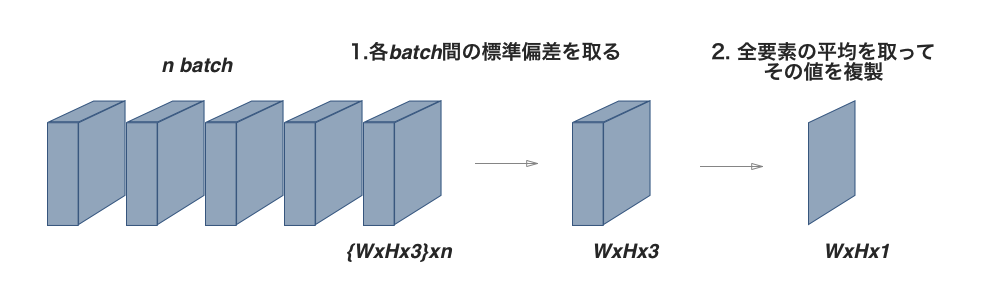 n batch
1.各batch間の標準偏差を取る
2. 全要素の平均を取って
その値を複製
{WxHx3}xn
WxHx3
WxHx1